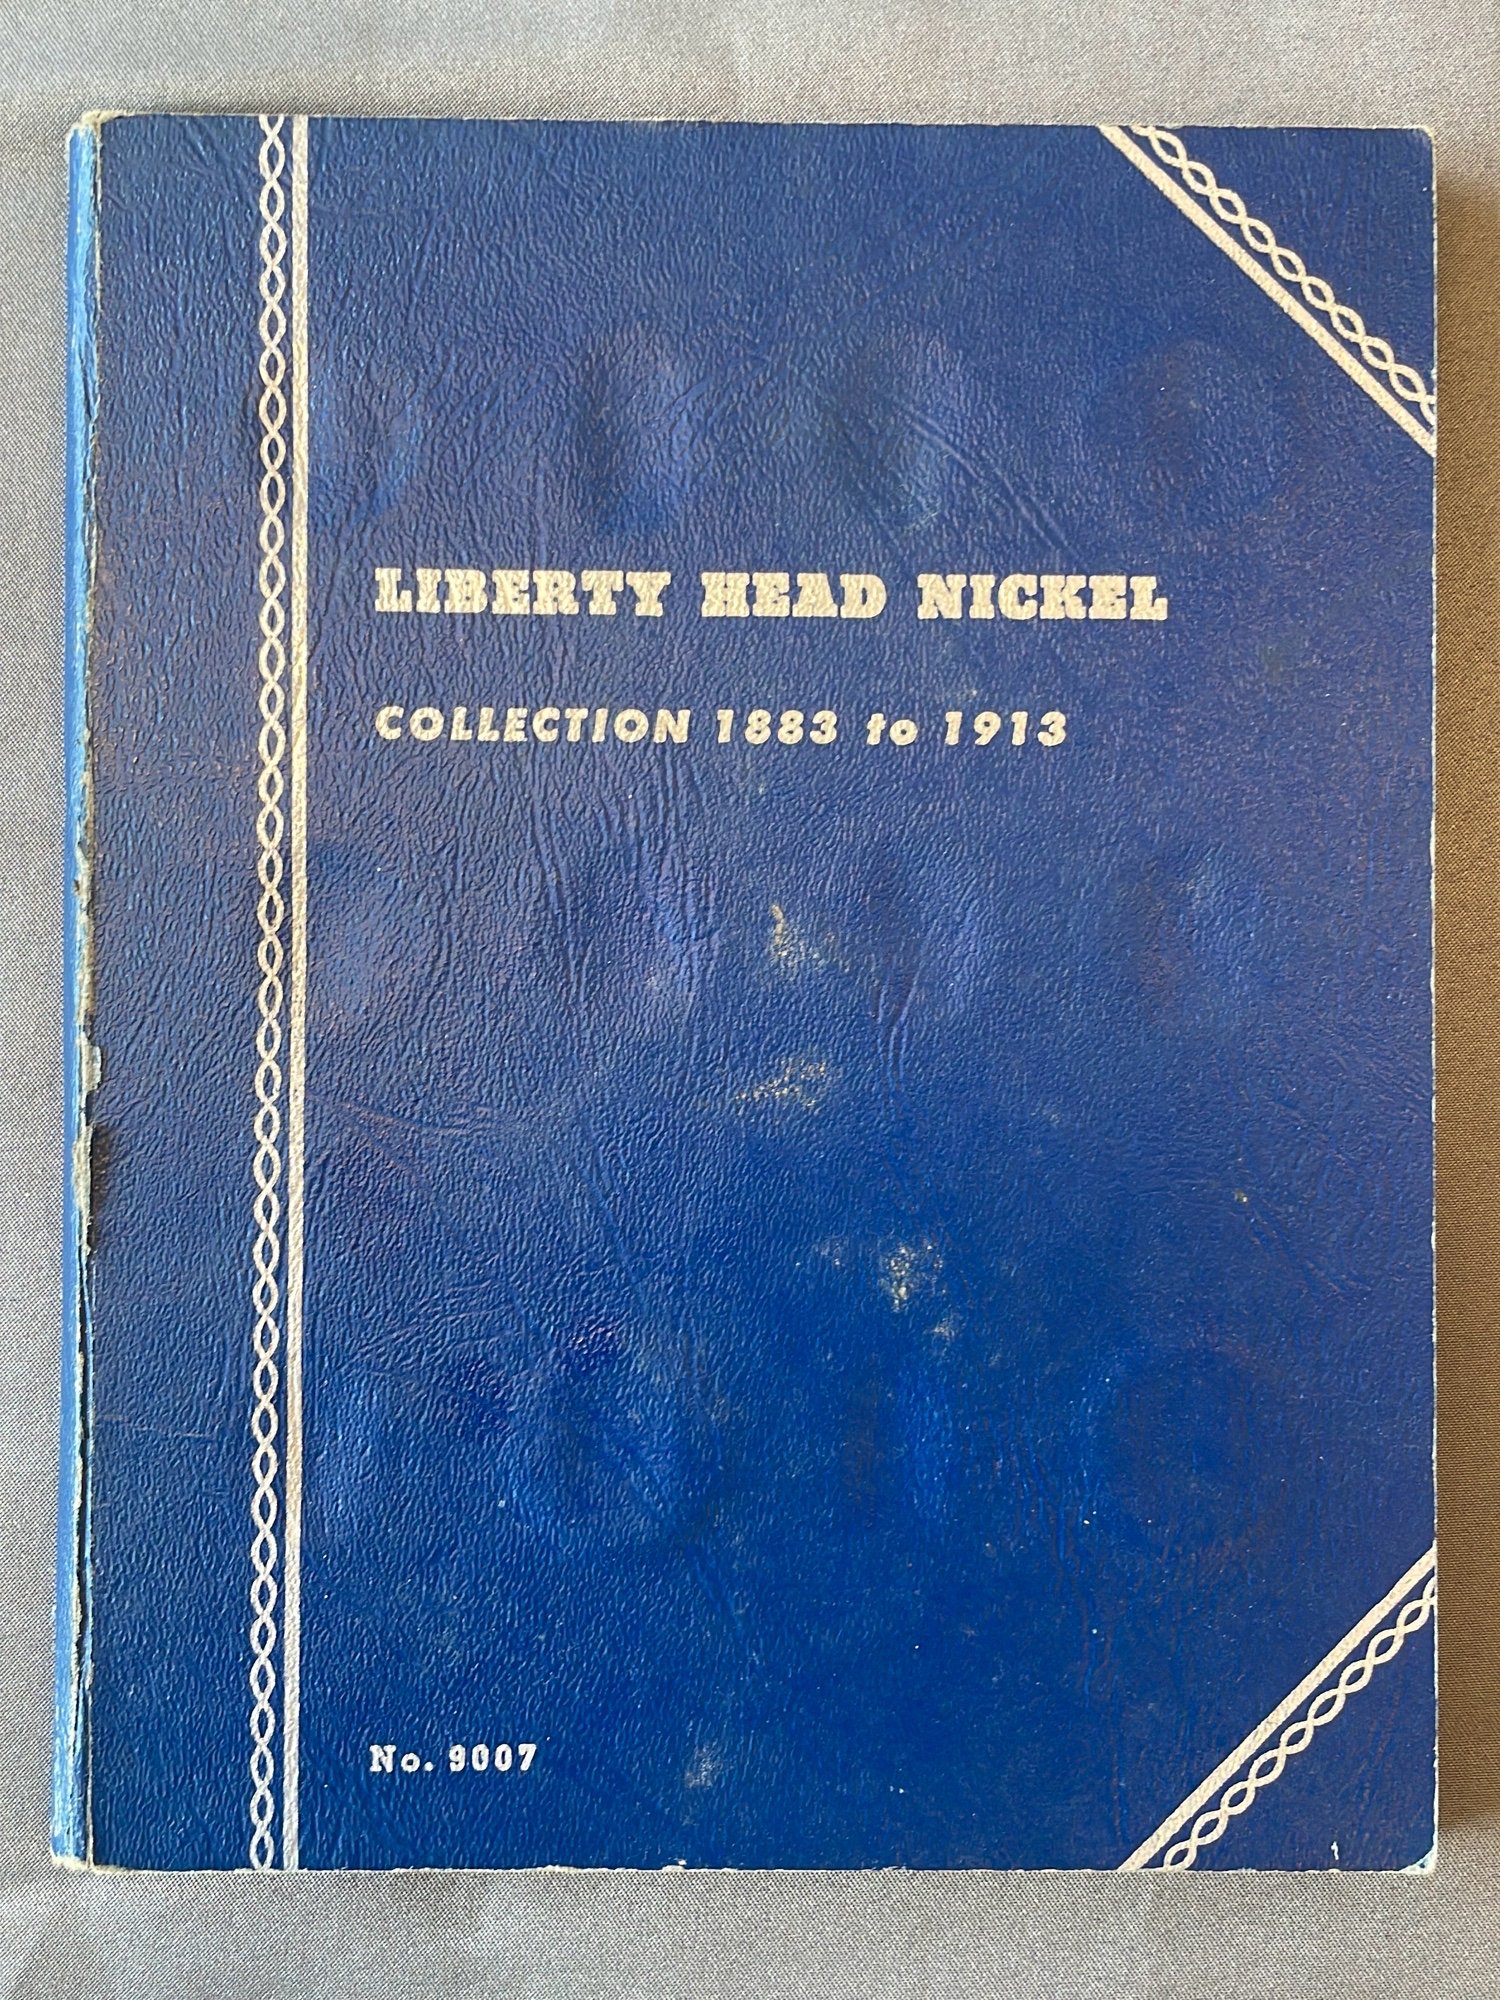 LIBERTY HEAD NICKEL
COLLECTION 1883 to 1913
No. 9007